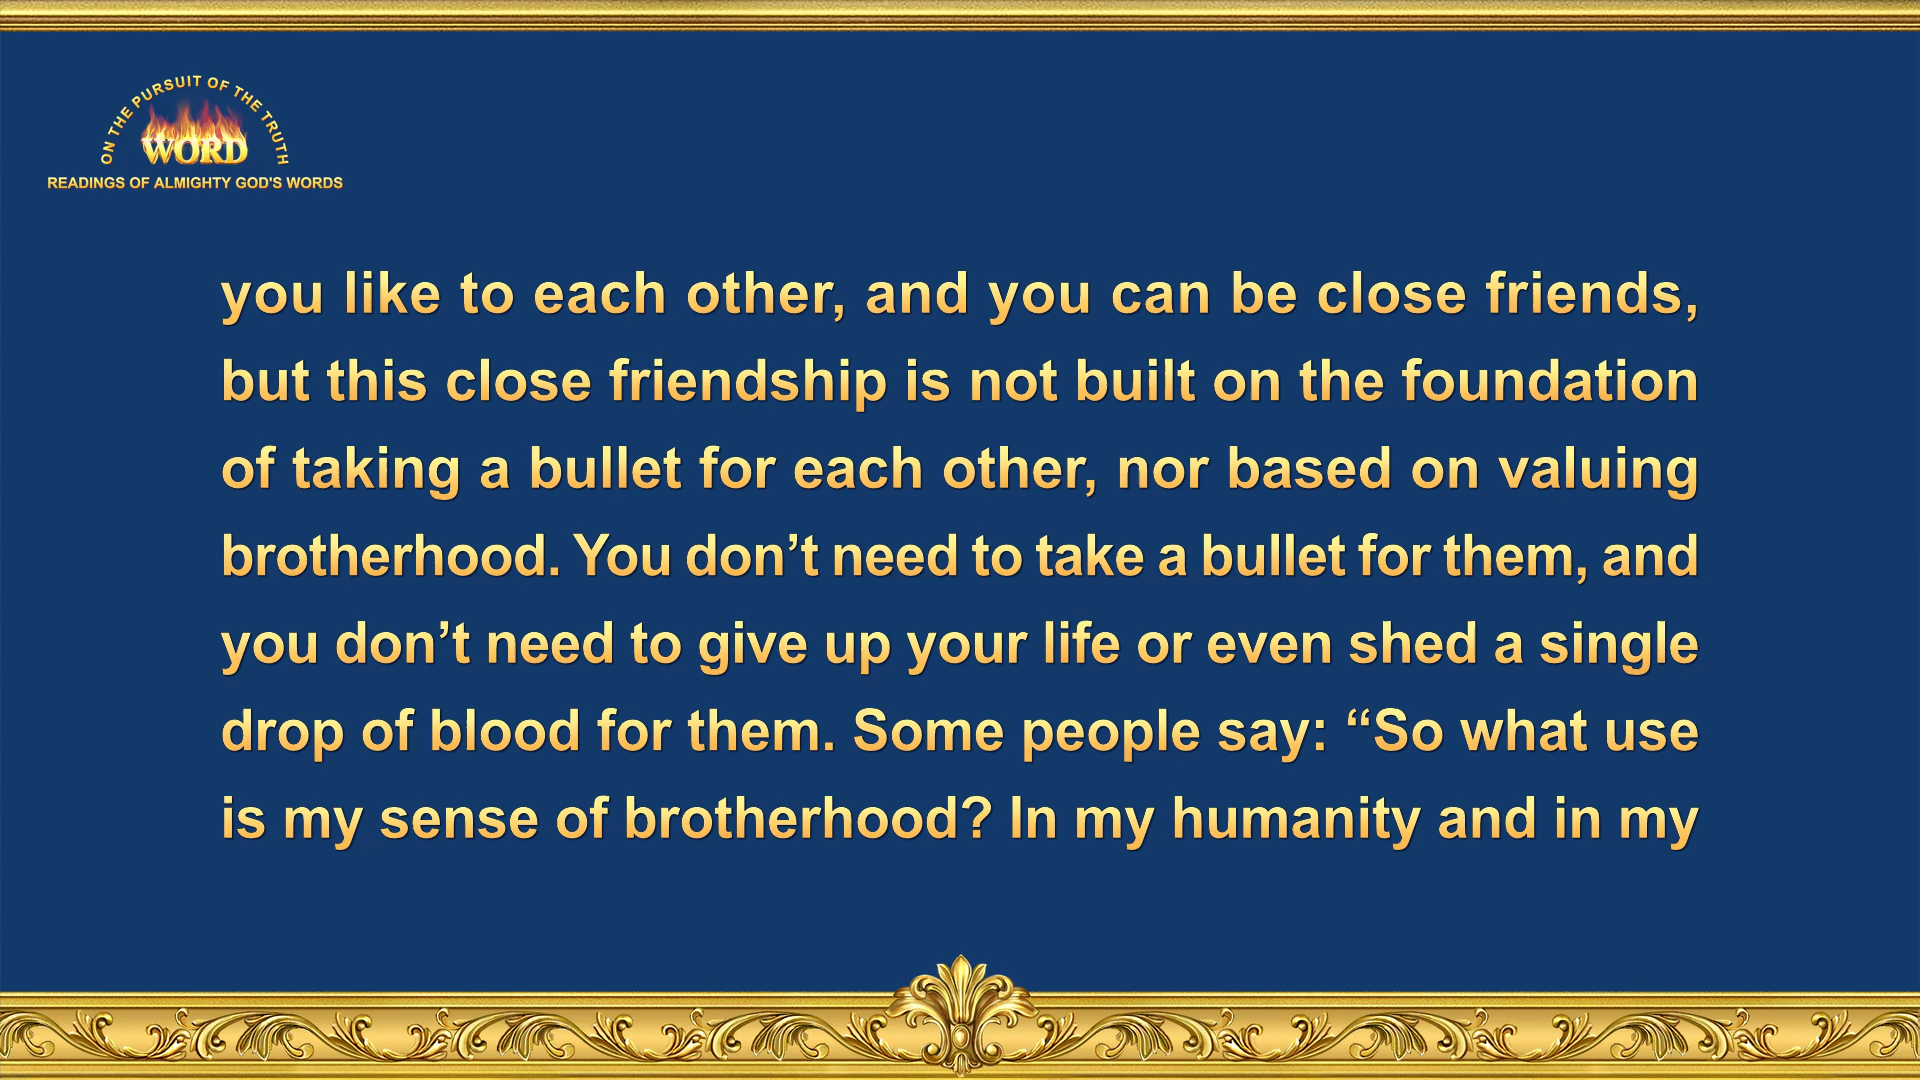 ON THE PURSUIT OF THE TRUTH
WORD
READINGS OF ALMIGHTY GOD'S WORDS
you like to each other, and you can be close friends,
but this close friendship is not built on the foundation
of taking a bullet for each other, nor based on valuing
brotherhood. You don’t need to take a bullet for them, and
you don’t need to give up your life or even shed a single
drop of blood for them. Some people say: “So what use
is my sense of brotherhood? In my humanity and in my